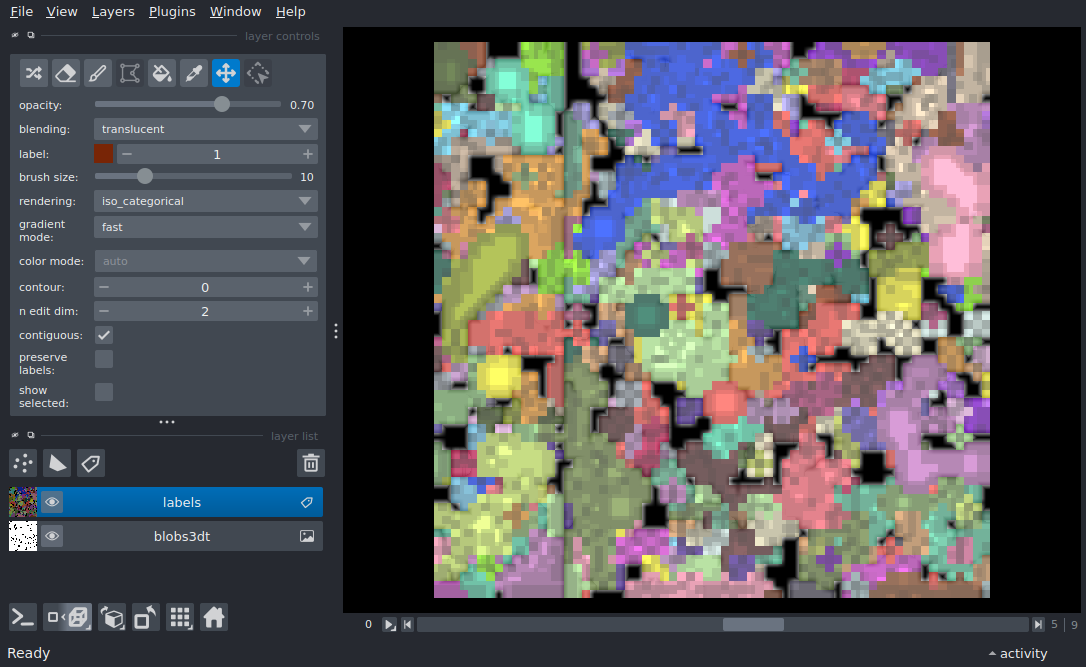 File View Layers Plugins Window Help
layer controls
opacity: 0.70
blending: translucent
label: 1
brush size: 10
rendering: iso_categorical
gradient
mode: fast
color mode: auto
contour: 0
n edit dim: 2
contiguous:
preserve
labels:
show
selected:
layer list
labels
blobs3dt
0 5 9
Ready activity